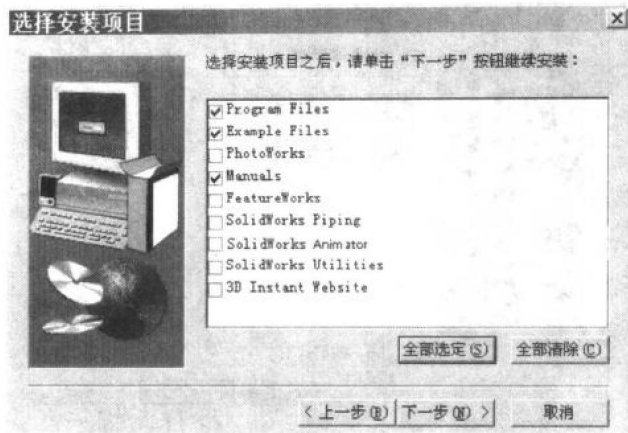 选择安装项目
选择安装项目之后，请单击“下一步”按钮继续安装：
Program Files
Example Files
PhotoWorks
Manuals
FeatureWorks
SolidWorks Piping
SolidWorks Animator
SolidWorks Utilities
3D Instant Website
全部选定(S) 全部清除(C)
< 上一步(B) 下一步(N) > 取消